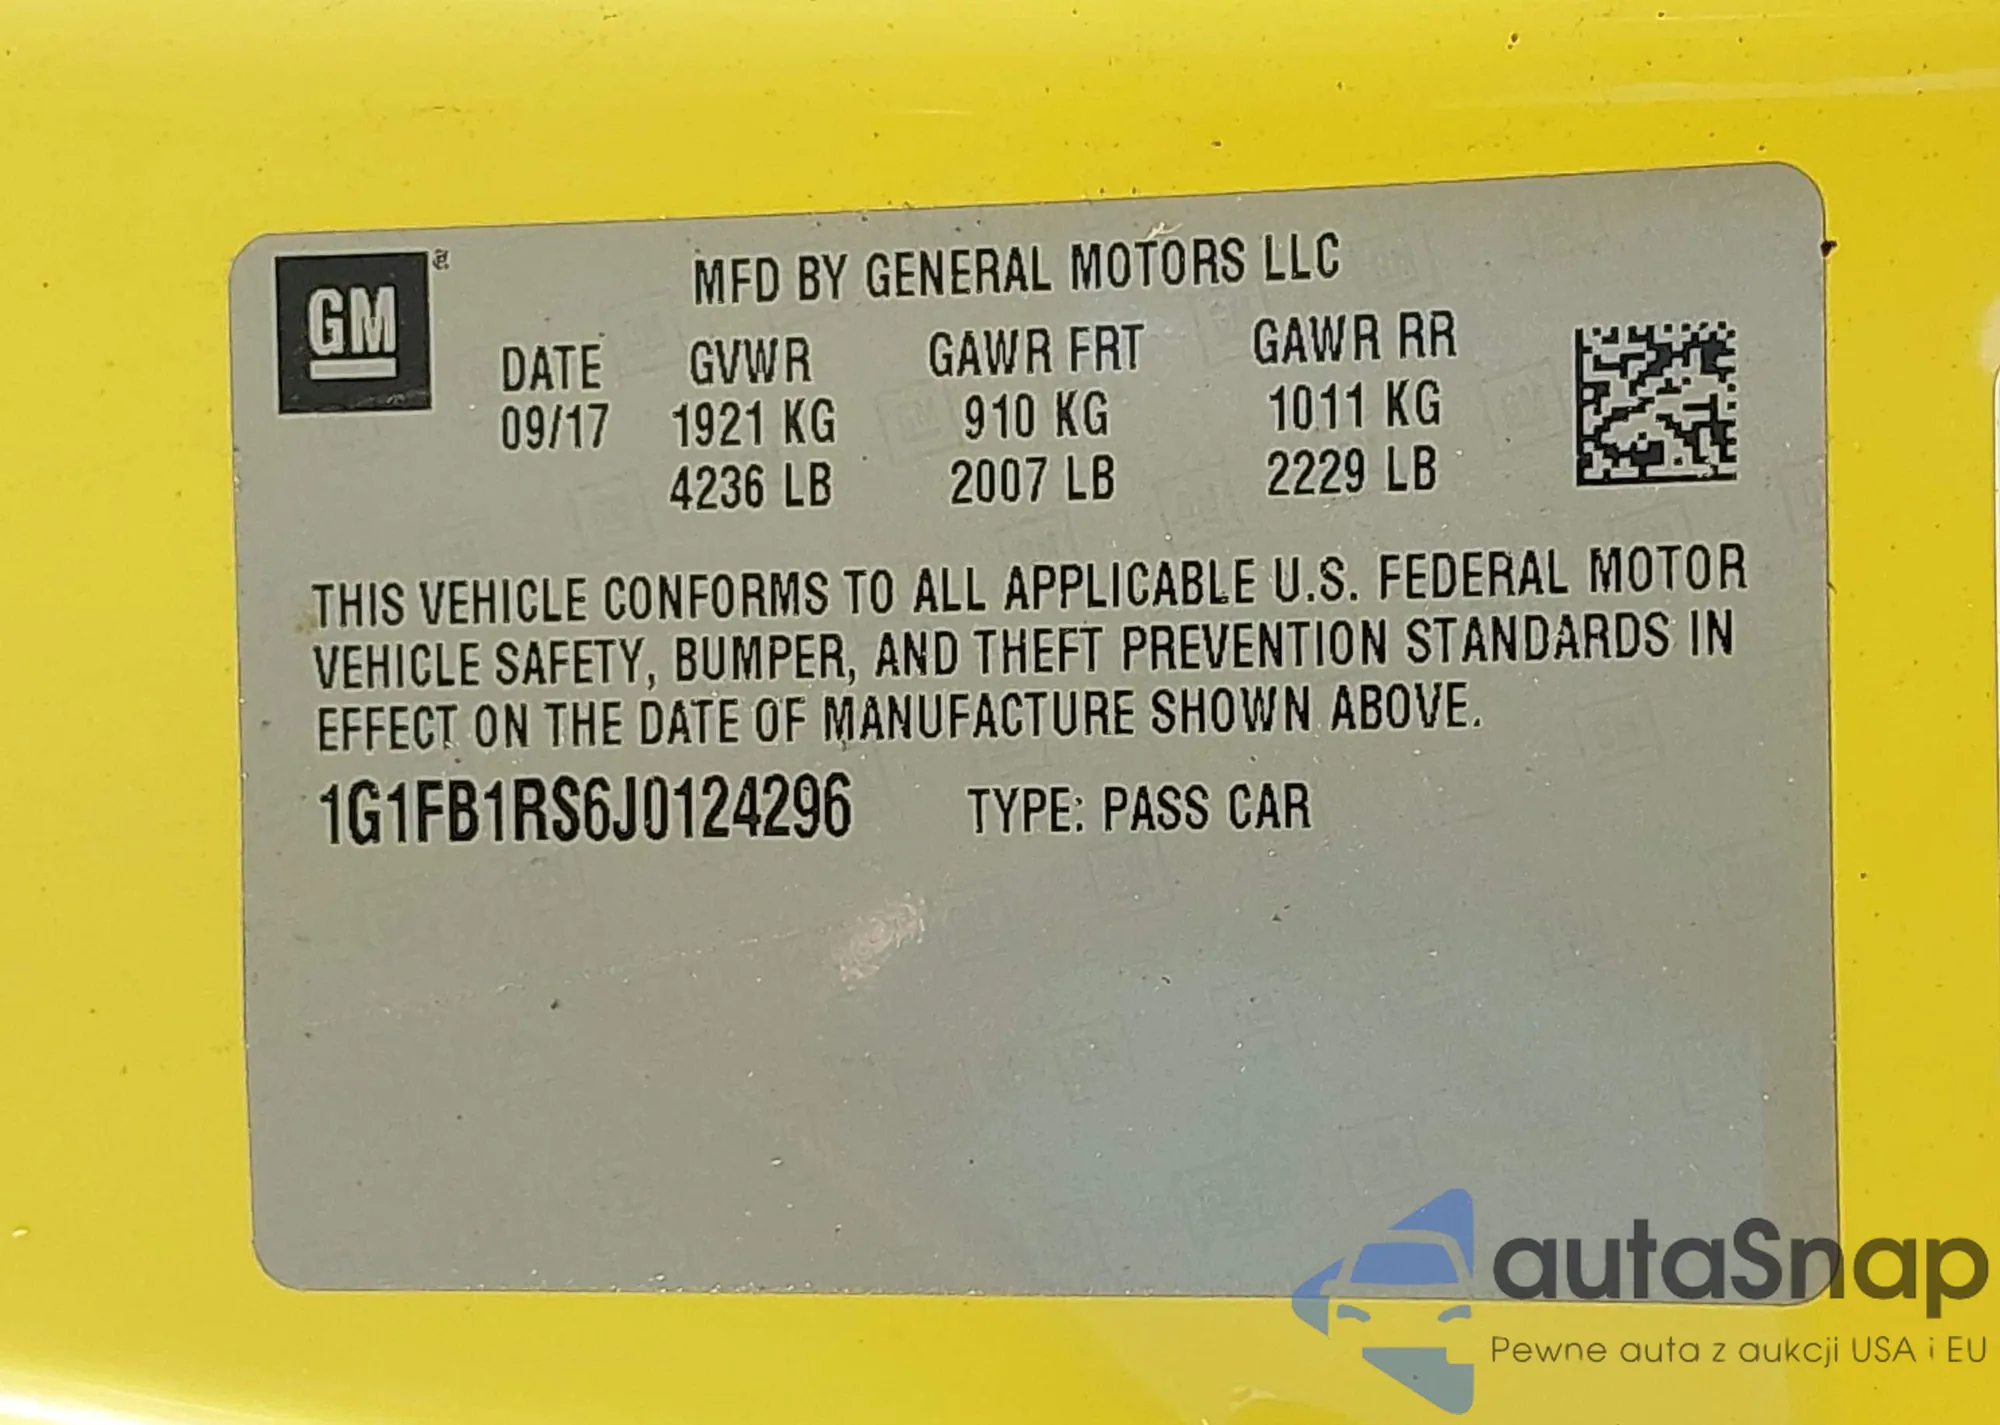 GM
MFD BY GENERAL MOTORS LLC
DATE GVWR GAWR FRT GAWR RR
09/17 1921 KG 910 KG 1011 KG
4236 LB 2007 LB 2229 LB
THIS VEHICLE CONFORMS TO ALL APPLICABLE U.S. FEDERAL MOTOR
VEHICLE SAFETY, BUMPER, AND THEFT PREVENTION STANDARDS IN
EFFECT ON THE DATE OF MANUFACTURE SHOWN ABOVE.
1G1FB1RS6J0124296 TYPE: PASS CAR
autaSnap
Pewne auta z aukcji USA i EU